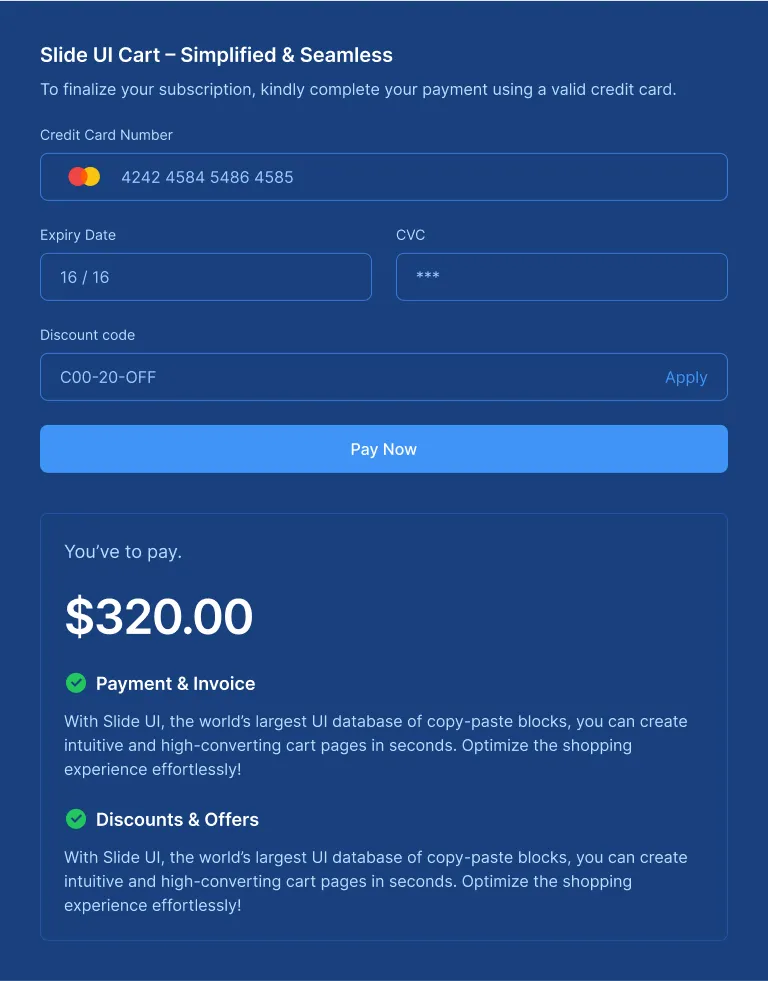 Slide UI Cart – Simplified & Seamless
To finalize your subscription, kindly complete your payment using a valid credit card.
Credit Card Number
4242 4584 5486 4585
Expiry Date
CVC
16 / 16
***
Discount code
C00-20-OFF
Apply
Pay Now
You’ve to pay.
$320.00
Payment & Invoice
With Slide UI, the world’s largest UI database of copy-paste blocks, you can create
intuitive and high-converting cart pages in seconds. Optimize the shopping
experience effortlessly!
Discounts & Offers
With Slide UI, the world’s largest UI database of copy-paste blocks, you can create
intuitive and high-converting cart pages in seconds. Optimize the shopping
experience effortlessly!